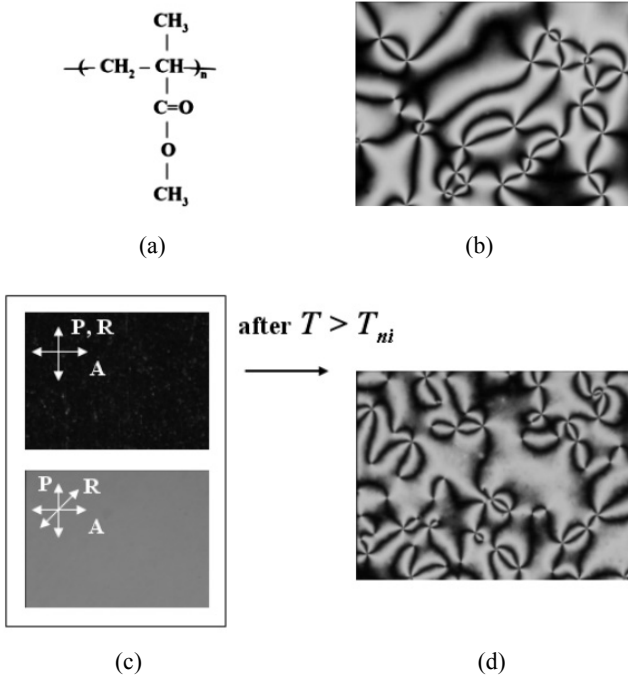 CH₃
—( CH₂ – CH )ₙ
C=O
O
CH₃
(a)
(b)
P, R
A
after T > Tₙᵢ
P
R
A
(c)
(d)